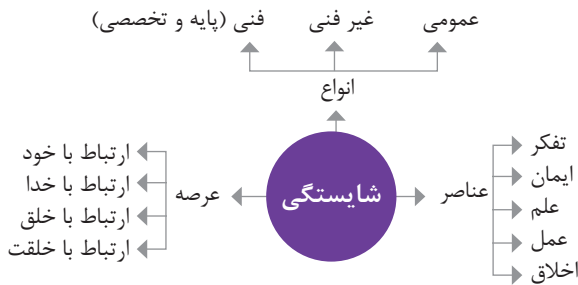 عمومی
غیر فنی
فنی (پایه و تخصصی)
انواع
شایستگی
عناصر
تفکر
ایمان
علم
عمل
اخلاق
عرصه
ارتباط با خود
ارتباط با خدا
ارتباط با خلق
ارتباط با خلقت